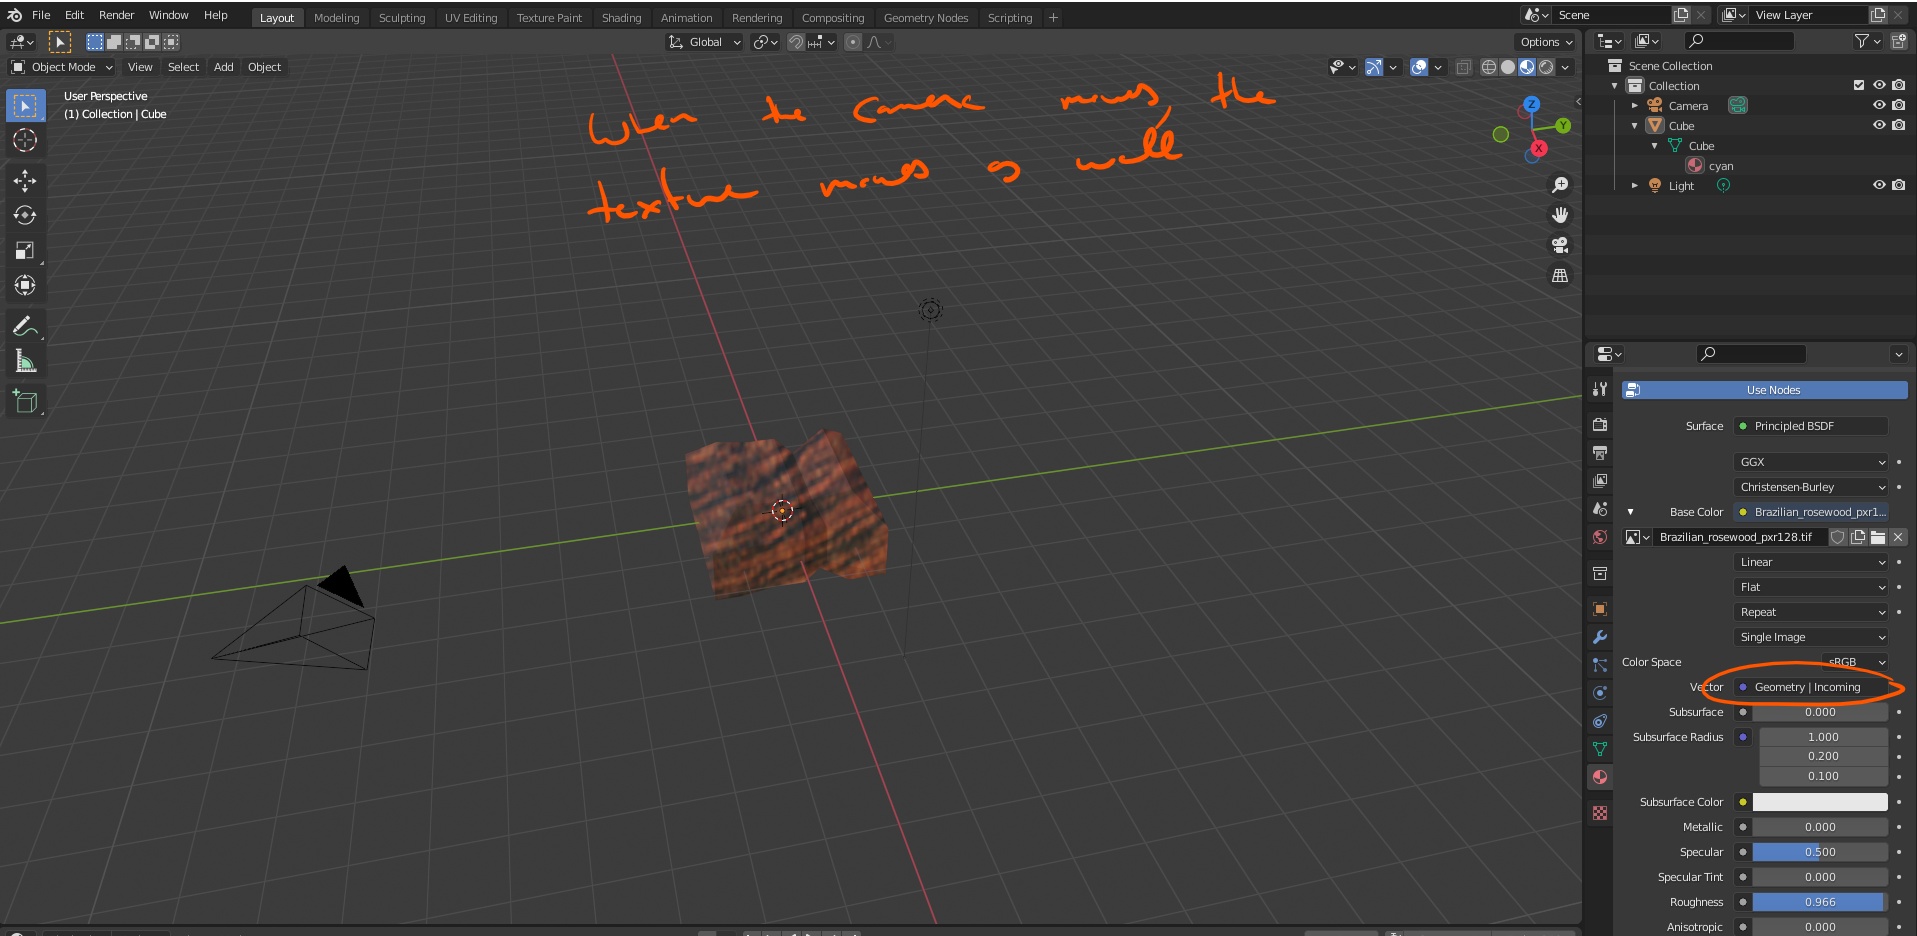 File Edit Render Window Help Layout Modeling Sculpting UV Editing Texture Paint Shading Animation Rendering Compositing Geometry Nodes Scripting + Scene View Layer
Global Options
Object Mode View Select Add Object
User Perspective
(1) Collection | Cube
When the Camera moves, the
texture moves as well
Z
Y
X
Scene Collection
Collection
Camera
Cube
Cube
cyan
Light
Use Nodes
Surface Principled BSDF
GGX
Christensen-Burley
Base Color Brazilian_rosewood_pxr1...
Brazilian_rosewood_pxr128.tif
Linear
Flat
Repeat
Single Image
Color Space sRGB
Vector Geometry | Incoming
Subsurface 0.000
Subsurface Radius 1.000
0.200
0.100
Subsurface Color
Metallic 0.000
Specular 0.500
Specular Tint 0.000
Roughness 0.966
Anisotropic 0.000